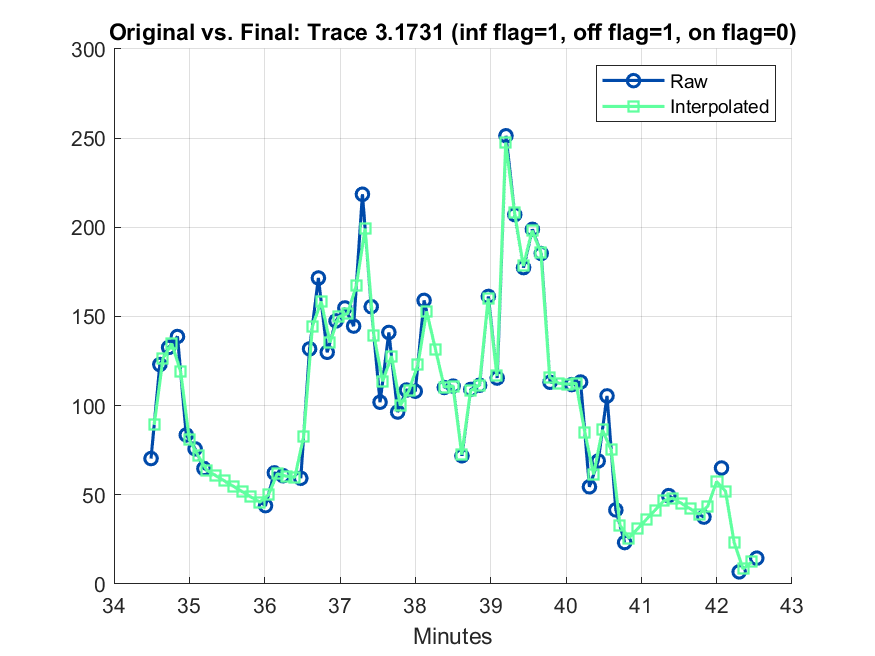 Original vs. Final: Trace 3.1731 (inf flag=1, off flag=1, on flag=0)
300
250
200
150
100
50
0
Raw
Interpolated
34 35 36 37 38 39 40 41 42 43
Minutes